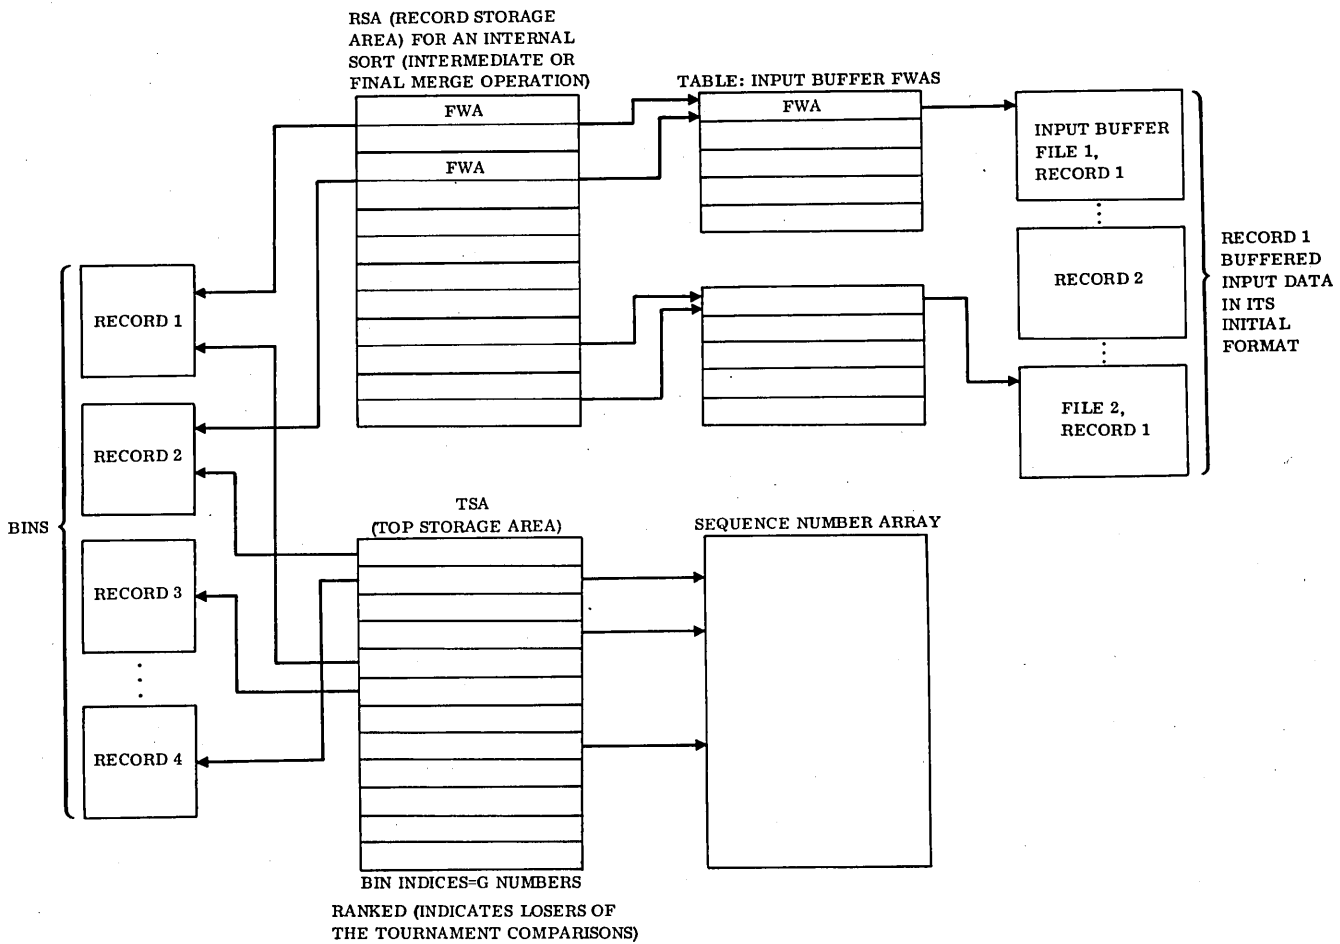 RSA (RECORD STORAGE
AREA) FOR AN INTERNAL
SORT (INTERMEDIATE OR
FINAL MERGE OPERATION)
TABLE: INPUT BUFFER FWAS
FWA
FWA
FWA
INPUT BUFFER
FILE 1,
RECORD 1
RECORD 2
FILE 2,
RECORD 1
RECORD 1
BUFFERED
INPUT DATA
IN ITS
INITIAL
FORMAT
BINS
RECORD 1
RECORD 2
RECORD 3
RECORD 4
TSA
(TOP STORAGE AREA)
SEQUENCE NUMBER ARRAY
BIN INDICES=G NUMBERS
RANKED (INDICATES LOSERS OF
THE TOURNAMENT COMPARISONS)